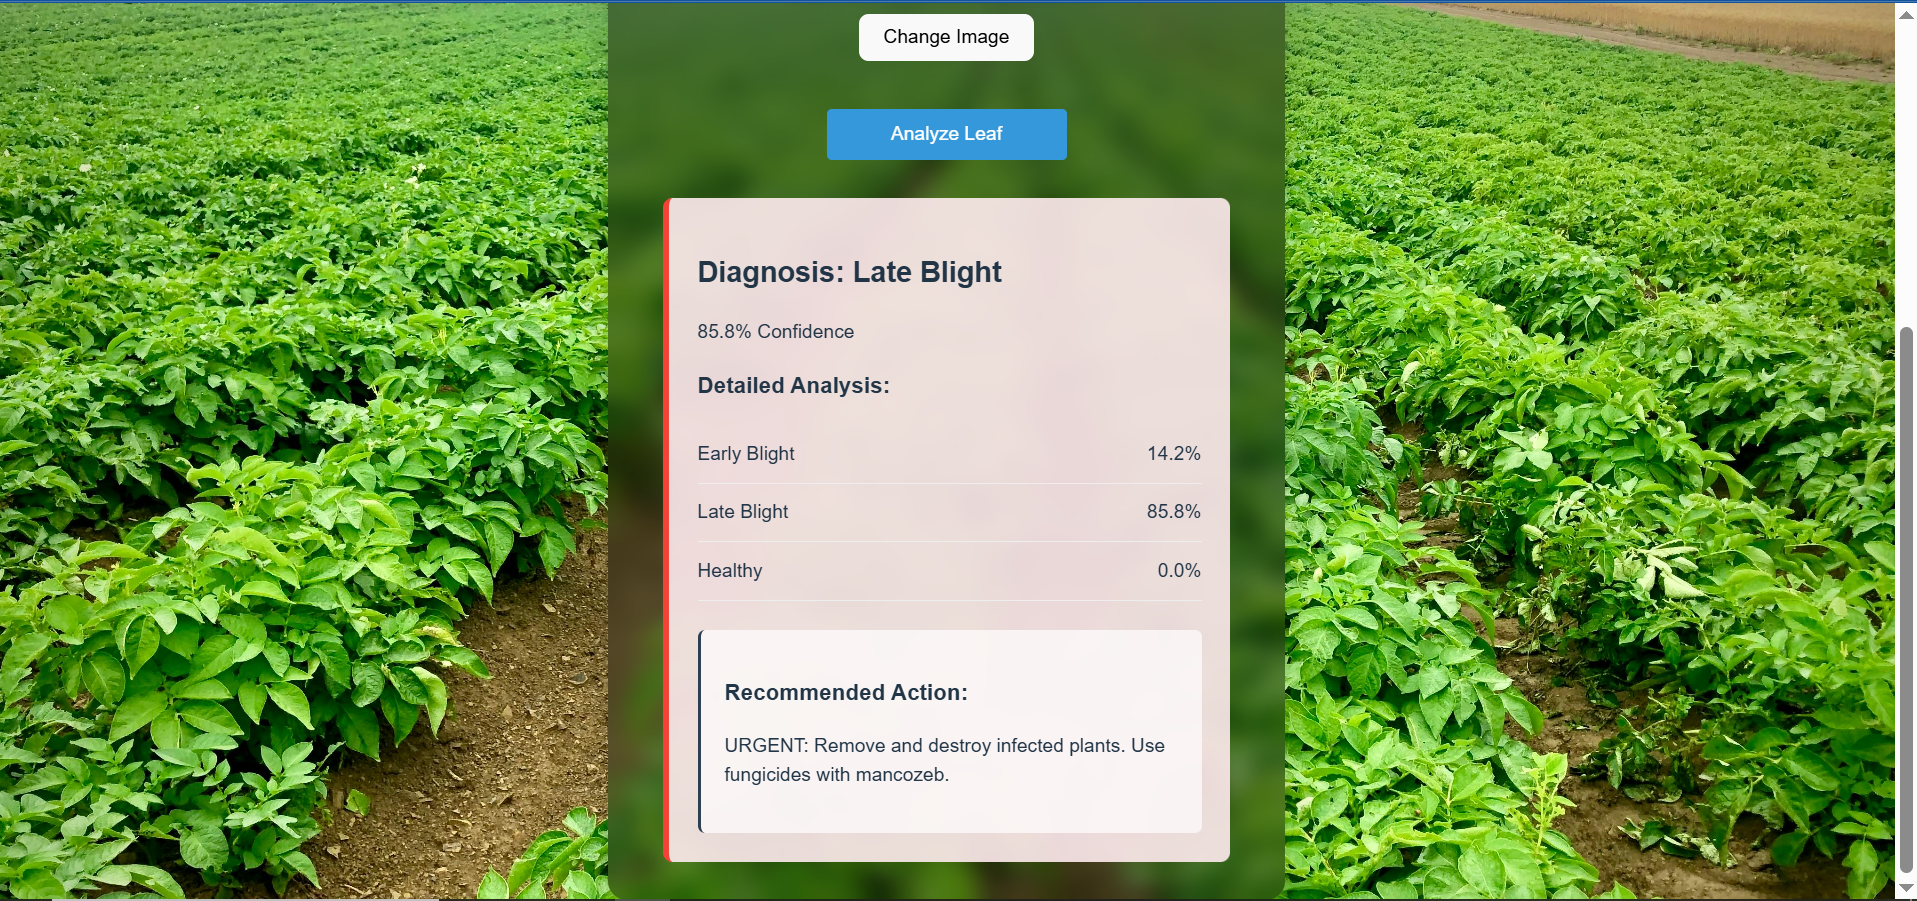 Change Image
Analyze Leaf
Diagnosis: Late Blight
85.8% Confidence
Detailed Analysis:
Early Blight 14.2%
Late Blight 85.8%
Healthy 0.0%
Recommended Action:
URGENT: Remove and destroy infected plants. Use
fungicides with mancozeb.